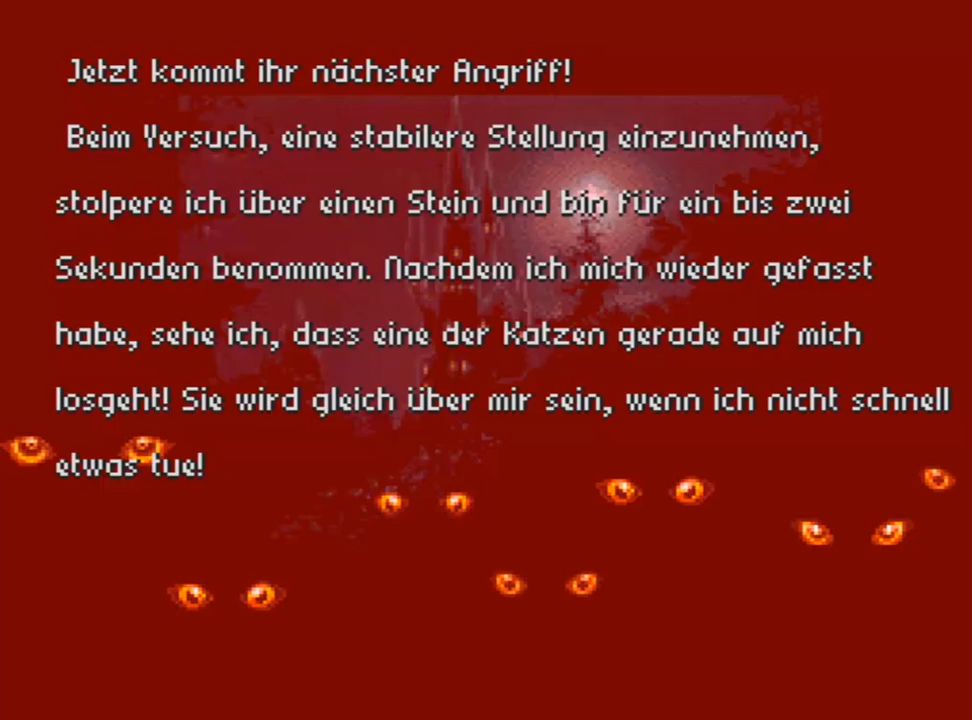 Jetzt kommt ihr nächster Angriff!
Beim Versuch, eine stabilere Stellung einzunehmen,
stolpere ich über einen Stein und bin für ein bis zwei
Sekunden benommen. Nachdem ich mich wieder gefasst
habe, sehe ich, dass eine der Katzen gerade auf mich
losgeht! Sie wird gleich über mir sein, wenn ich nicht schnell
etwas tue!